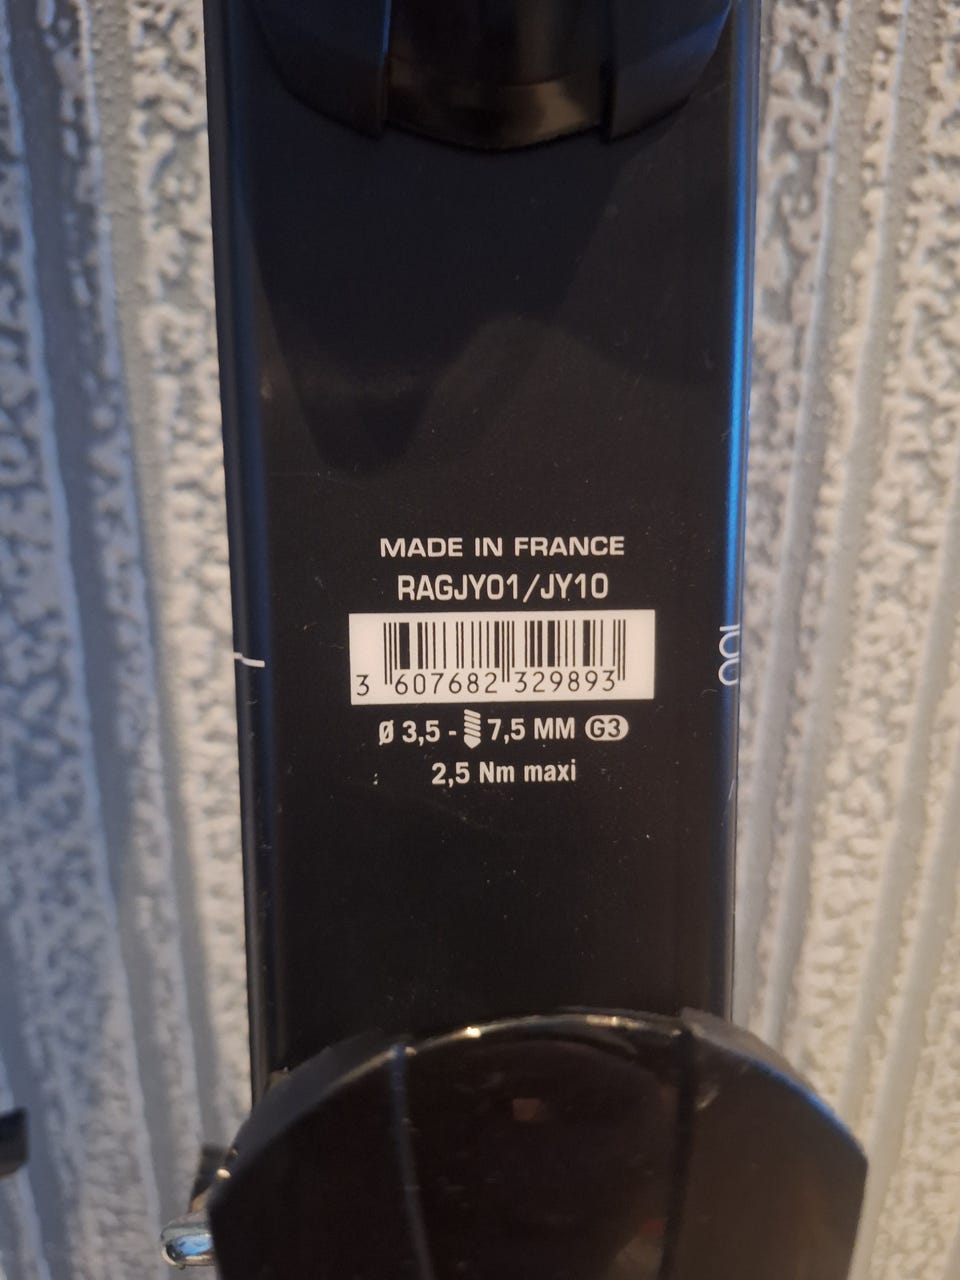 MADE IN FRANCE
RAGJY01/JY10
3 607682 329893
Ø 3,5 - 7,5 MM G3
2,5 Nm maxi